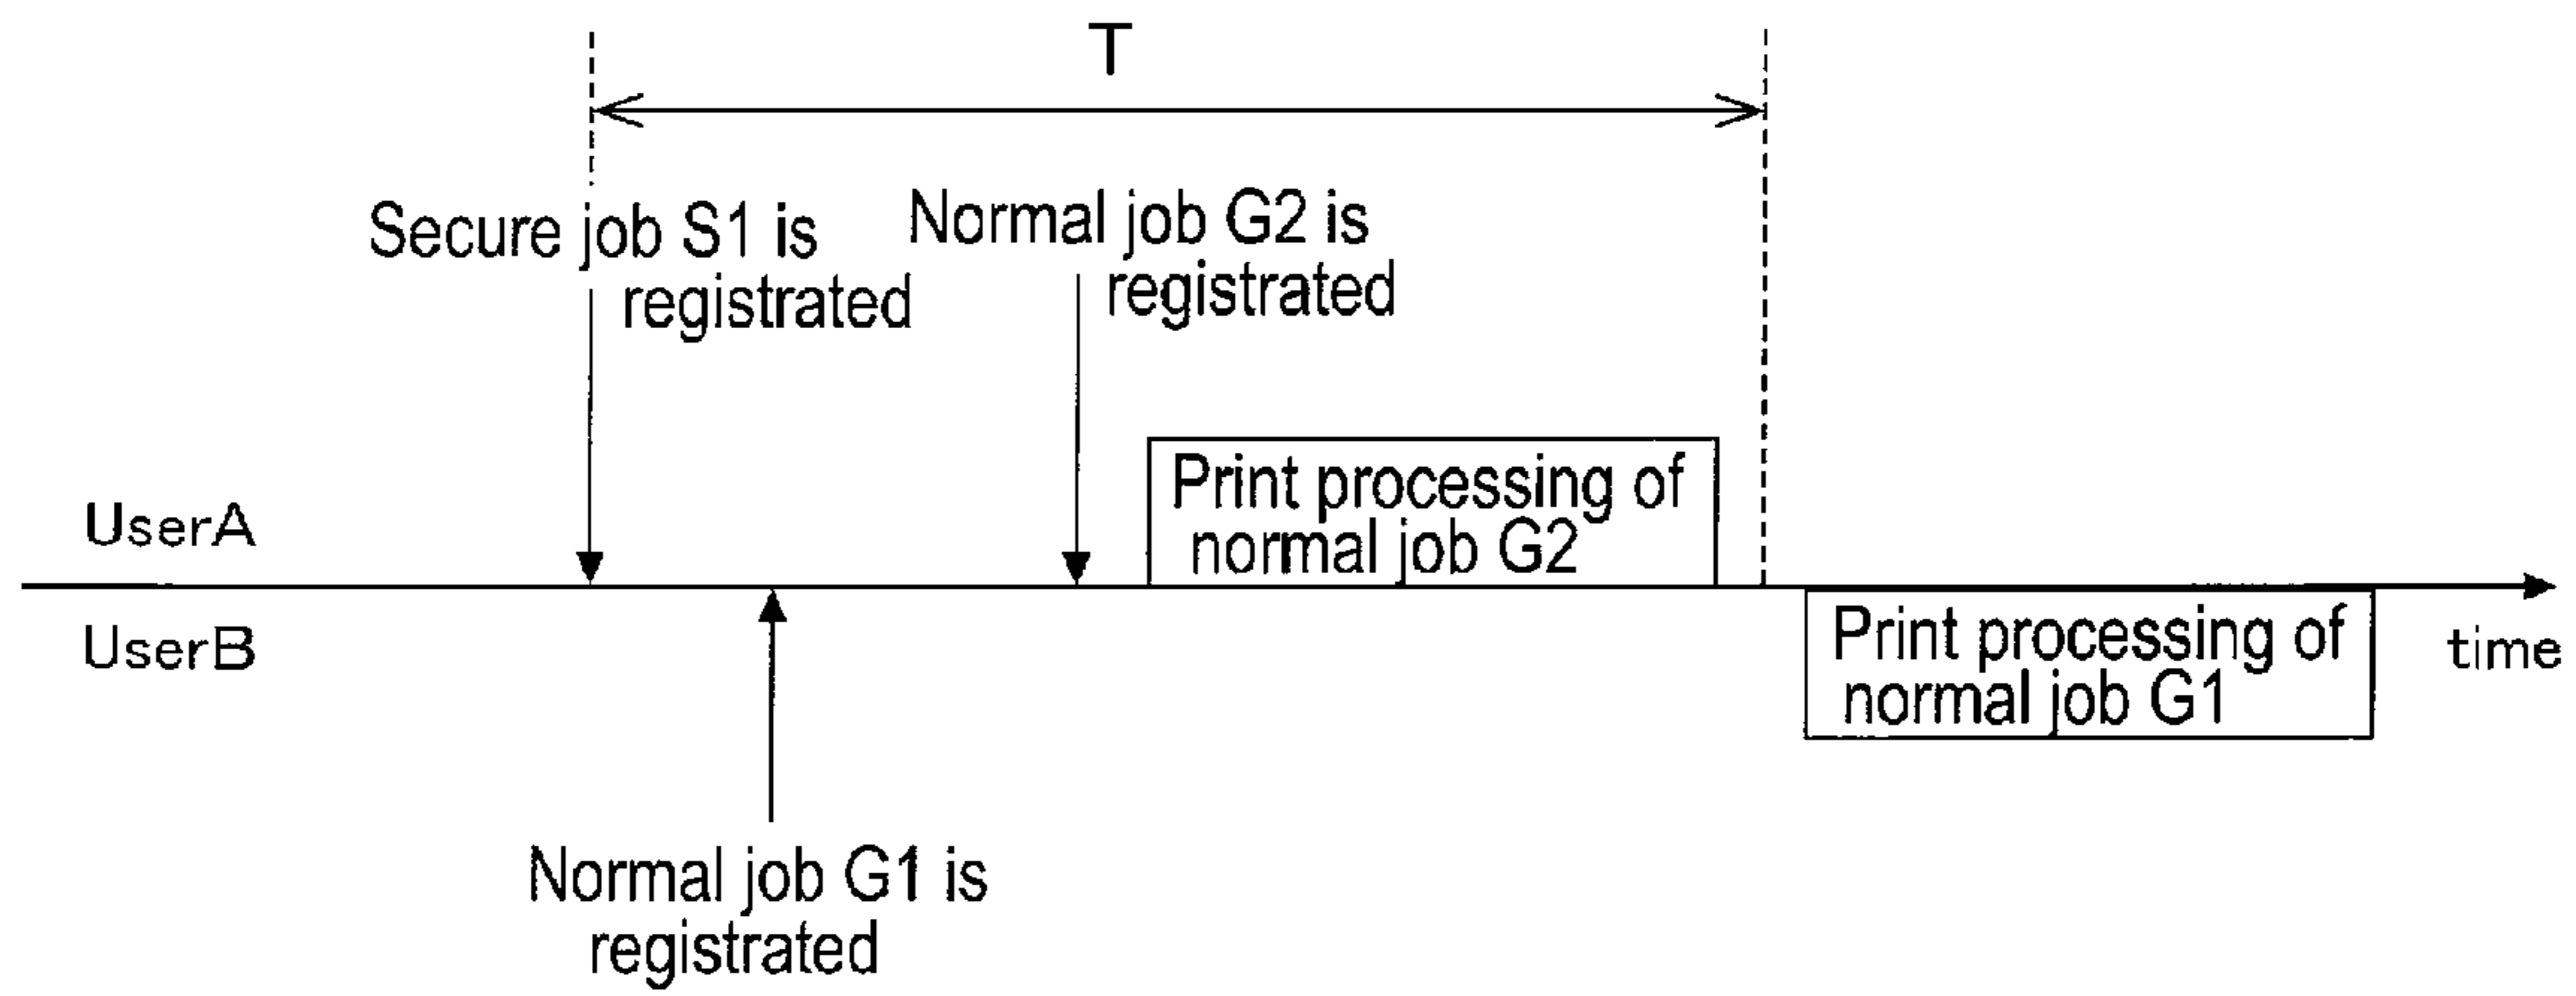 T
Secure job S1 is
registrated
Normal job G2 is
registrated
Print processing of
normal job G2
UserA
UserB
Print processing of
normal job G1
time
Normal job G1 is
registrated